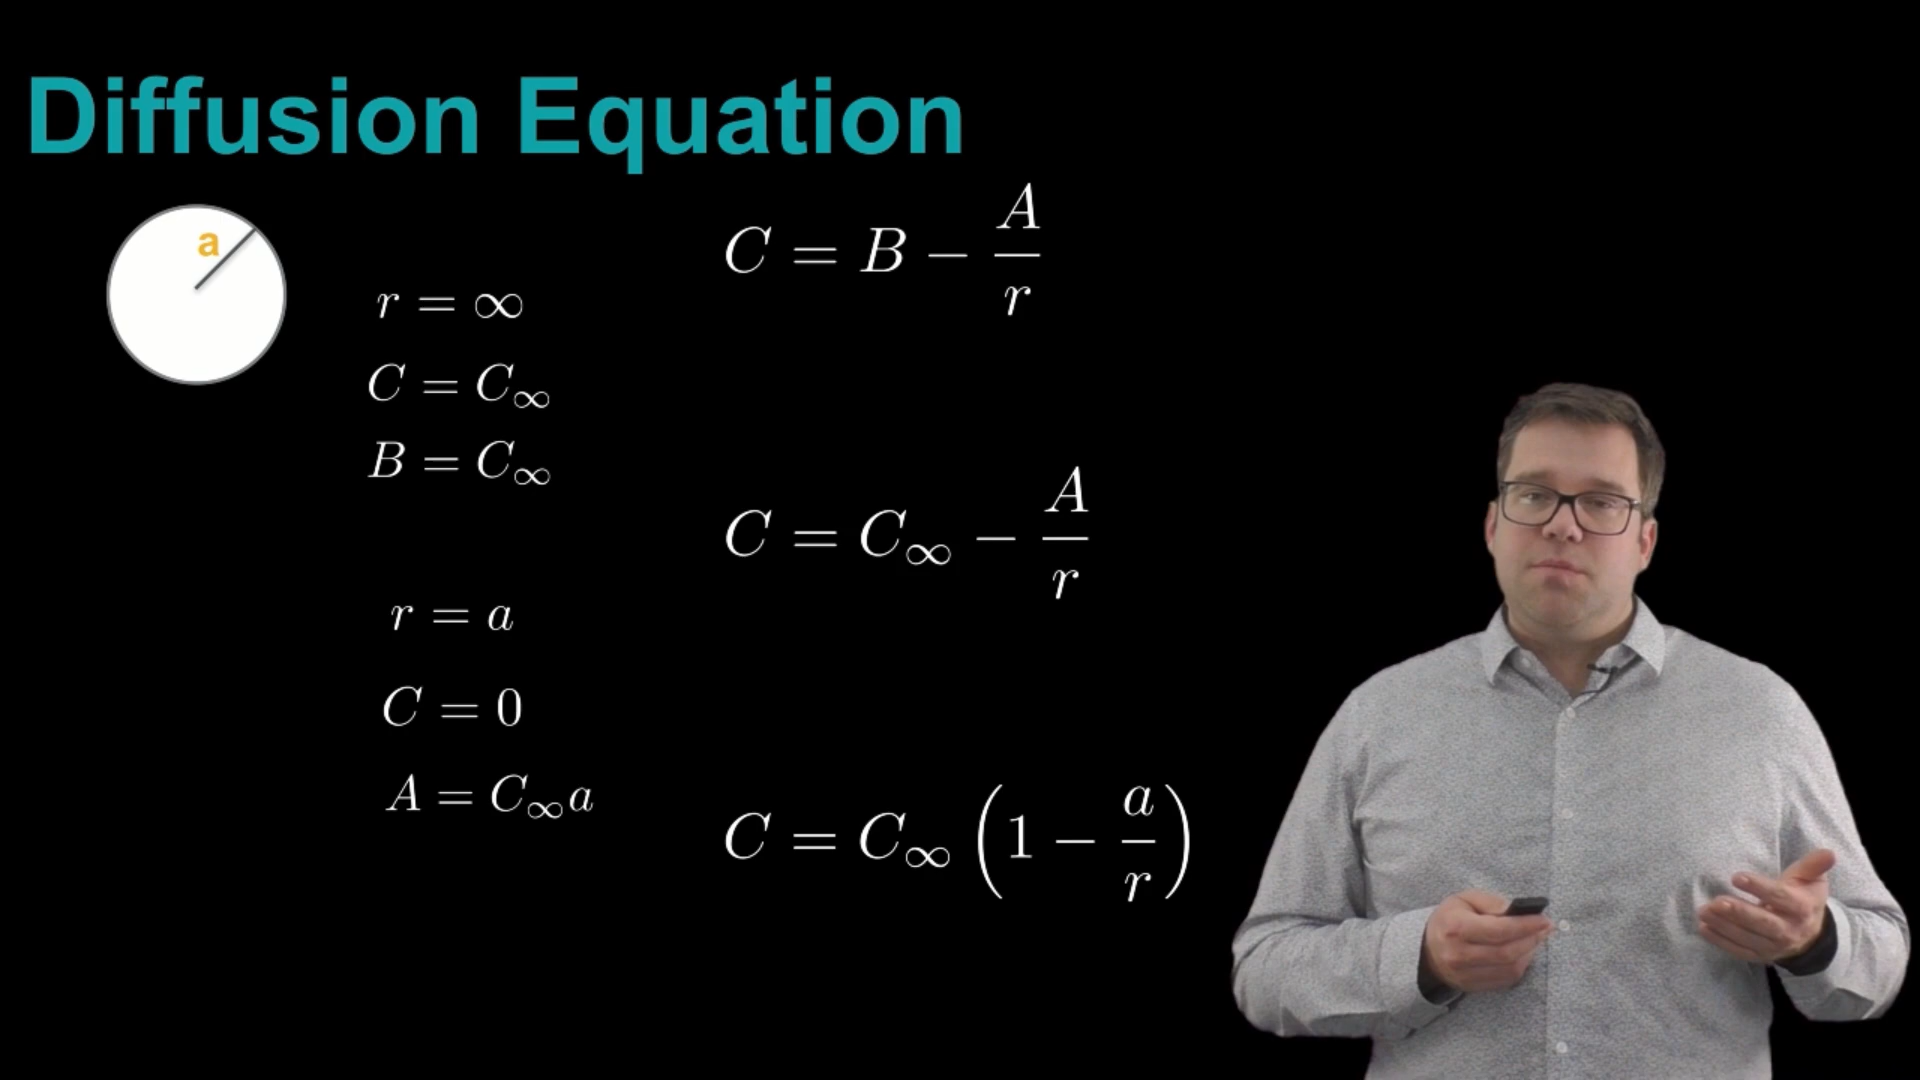 Diffusion Equation
a
r = ∞
C = C∞
B = C∞
r = a
C = 0
A = C∞a
C = B − A/r
C = C∞ − A/r
C = C∞ (1 − a/r)